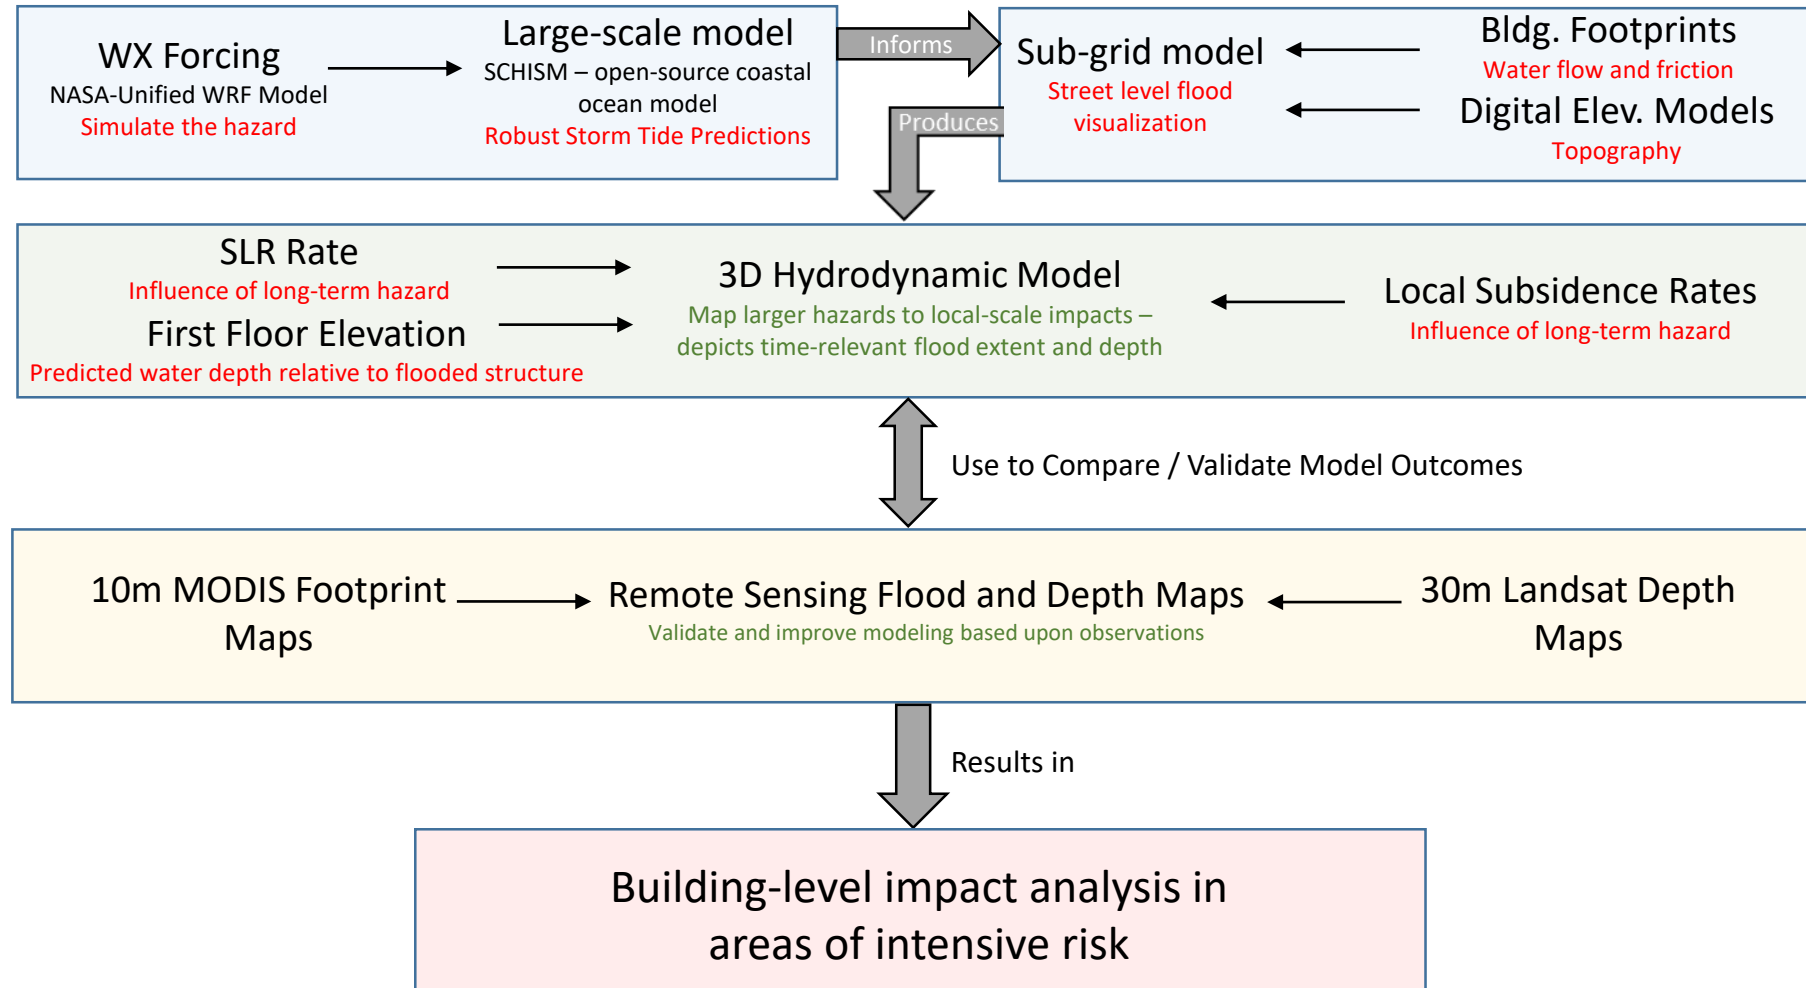 WX Forcing
NASA-Unified WRF Model
Simulate the hazard
Large-scale model
SCHISM – open-source coastal
ocean model
Robust Storm Tide Predictions
Informs
Sub-grid model
Street level flood
visualization
Bldg. Footprints
Water flow and friction
Digital Elev. Models
Topography
Produces
SLR Rate
Influence of long-term hazard
First Floor Elevation
Predicted water depth relative to flooded structure
3D Hydrodynamic Model
Map larger hazards to local-scale impacts –
depicts time-relevant flood extent and depth
Local Subsidence Rates
Influence of long-term hazard
Use to Compare / Validate Model Outcomes
10m MODIS Footprint
Maps
Remote Sensing Flood and Depth Maps
Validate and improve modeling based upon observations
30m Landsat Depth
Maps
Results in
Building-level impact analysis in
areas of intensive risk